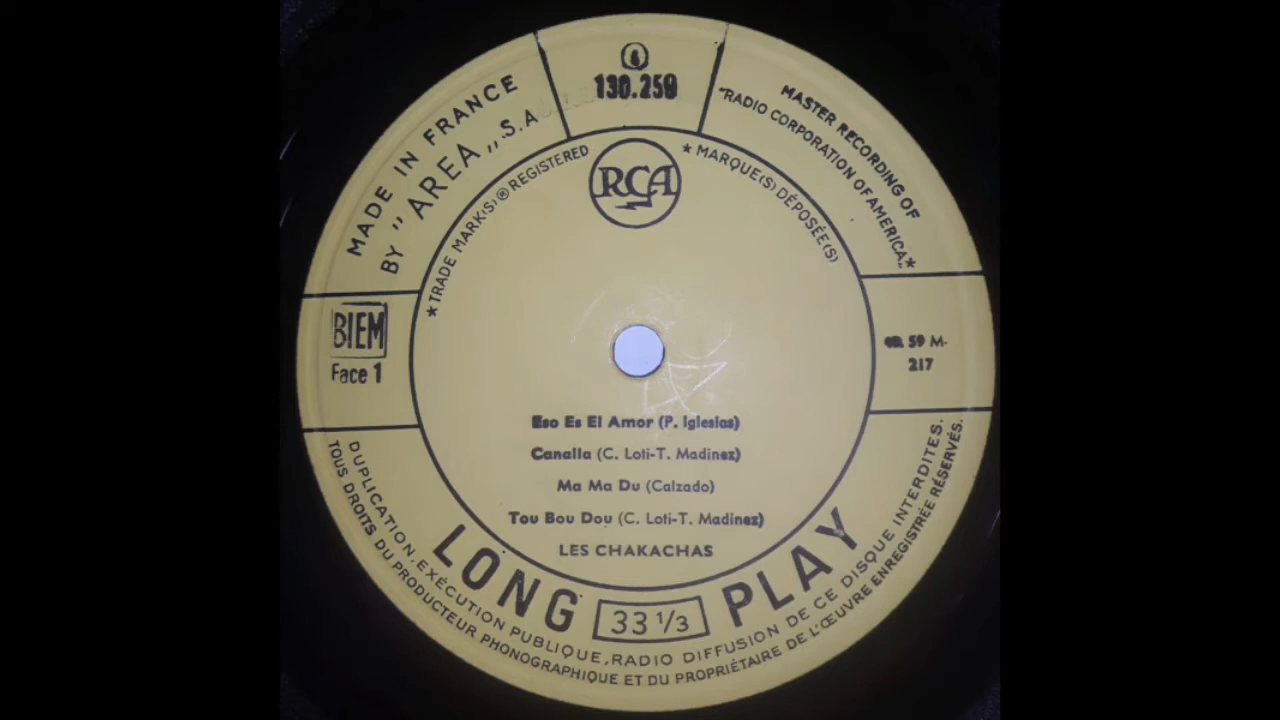 130.250
MADE IN FRANCE
BY "AREA" S.A
MASTER RECORDING OF
"RADIO CORPORATION OF AMERICA"*
*TRADE MARK(S)® REGISTERED
RCA
*MARQUE(S) DÉPOSÉE(S)
BIEM
Face 1
59 M-
217
Eso Es El Amor (P. Iglesias)
Canalla (C. Loti-T. Madinez)
Ma Ma Du (Calzado)
Tou Bou Dou (C. Loti-T. Madinez)
LES CHAKACHAS
LONG 33 1/3 PLAY
DUPLICATION, EXÉCUTION PUBLIQUE, RADIO DIFFUSION DE CE DISQUE INTERDITES.
TOUS DROITS DU PRODUCTEUR PHONOGRAPHIQUE ET DU PROPRIÉTAIRE DE L'ŒUVRE ENREGISTRÉE RÉSERVÉS.